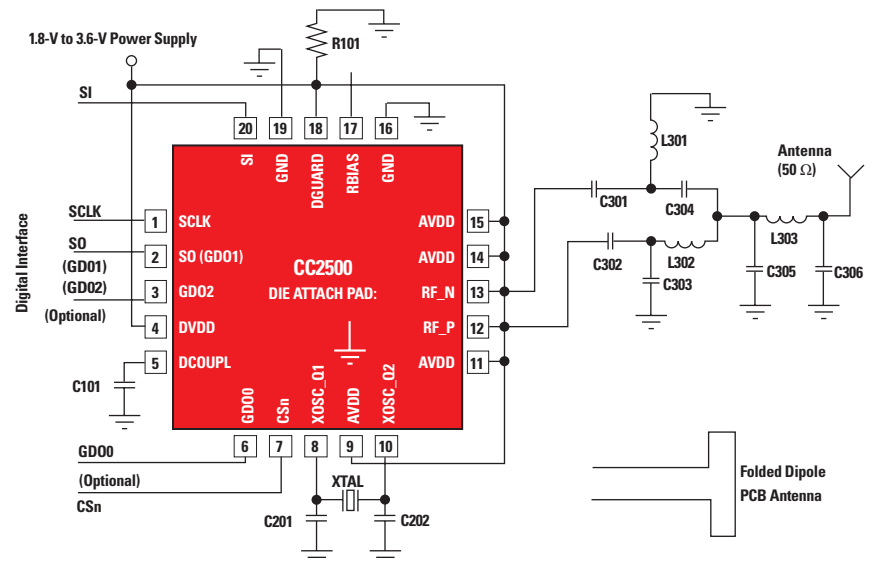 1.8-V to 3.6-V Power Supply
R101
SI
20
19
18
17
16
SI
GND
DGUARD
RBIAS
GND
L301
Antenna
(50 Ω)
C301
C304
SCLK
1
SCLK
AVDD
15
SO
(GD01)
2
SO (GDO1)
AVDD
14
C302
L302
L303
Digital Interface
CC2500
(GD02)
3
GDO2
DIE ATTACH PAD:
RF_N
13
C303
C305
C306
(Optional)
4
DVDD
RF_P
12
5
DCOUPL
AVDD
11
C101
GDO0
CSn
XOSC_Q1
AVDD
XOSC_Q2
6
7
8
9
10
GDO0
(Optional)
CSn
XTAL
C201
C202
Folded Dipole
PCB Antenna